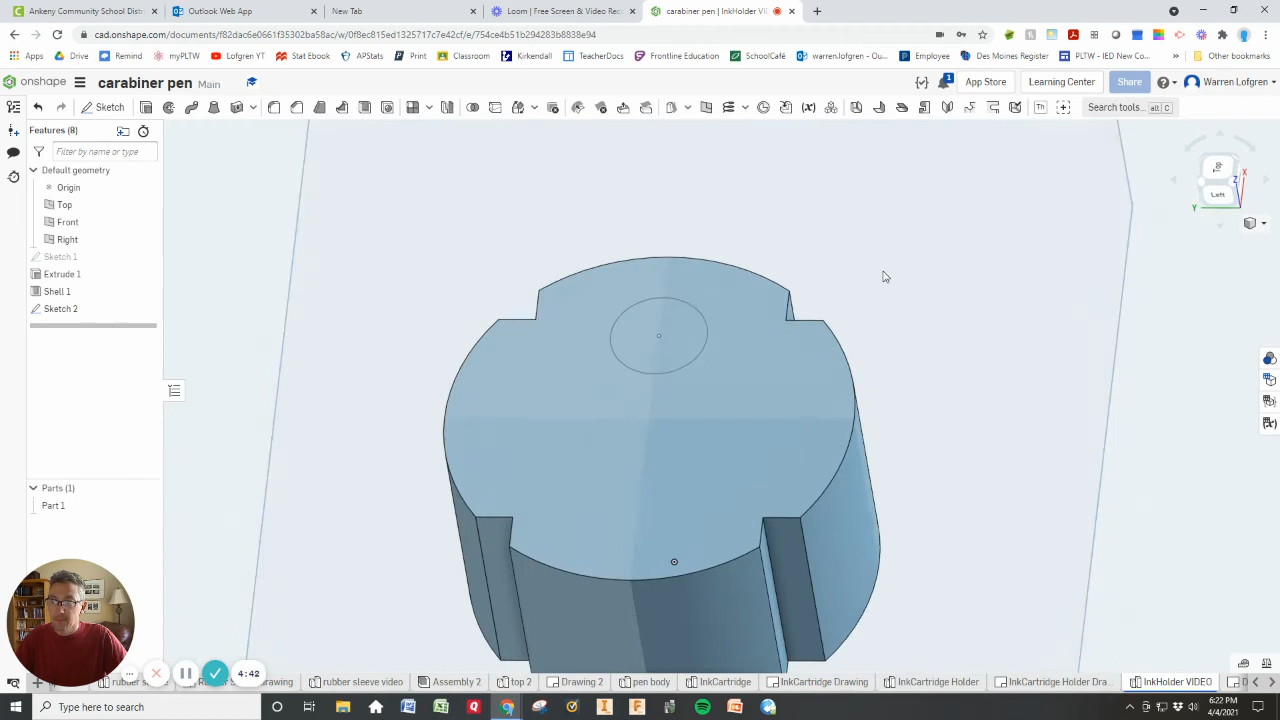 Ankeny Community School Distri
Outlook Web App
New Tab
Loom | Free Screen & Video Rec
carabiner pen | InkHolder VI
cad.onshape.com/documents/f82dac6e0661f35302ba58ac/w/
Apps
Dropbox
Remind
myPLTW
Lofgren YT
Stat Ebook
Print
Classroom
Kirkendall
TeacherDocs
Frontline Education
SchoolCafé
warren.lofgren@gm...
Public
Employee
Des Moines Register
PLTW - IED New Co...
Other bookmarks
onshape
carabiner pen
Main
1
App Store
Learning Center
Share
Warren Lofgren
Sketch
Search tools...
alt
C
Features (8)
Filter by name or type
Default geometry
Origin
Top
Front
Right
Sketch 1
Extrude 1
Shell 1
Sketch 2
Parts (1)
Part 1
Left
X
Y
Z
4:42
rubber sleeve video
Assembly 2
top 2
Drawing 2
pen body
InkCartridge
InkCartridge Drawing
InkCartridge Holder
InkCartridge Holder Dra...
InkHolder VIDEO
Type here to search
6:22 PM
4/4/2021